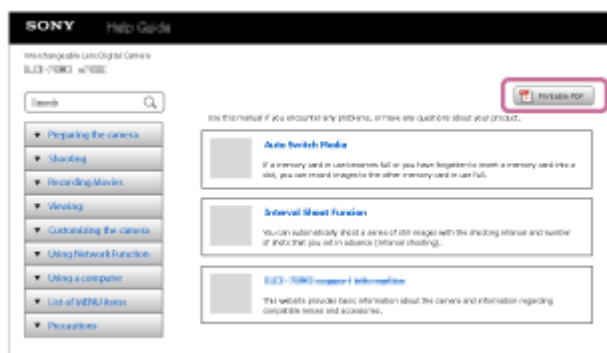 SONY Help Guide
Interchangeable Lens Digital Camera
Search
Printable PDF
Use this manual if you encounter any problems, or have any questions about your product.
Preparing the camera
Shooting
Recording Movies
Viewing
Customizing the camera
Using Network Function
Using a computer
List of MENU items
Precautions
Auto Switch Media
If a memory card in use becomes full or you have forgotten to insert a memory card into a
slot, you can record images to the other memory card in use full.
Interval Shoot Funcion
You can automatically shoot a series of still images with the shooting interval and number
of shots that you set in advance (Interval shooting).
support information
This website provides basic information about the camera and information regarding
compatible lenses and accessories.